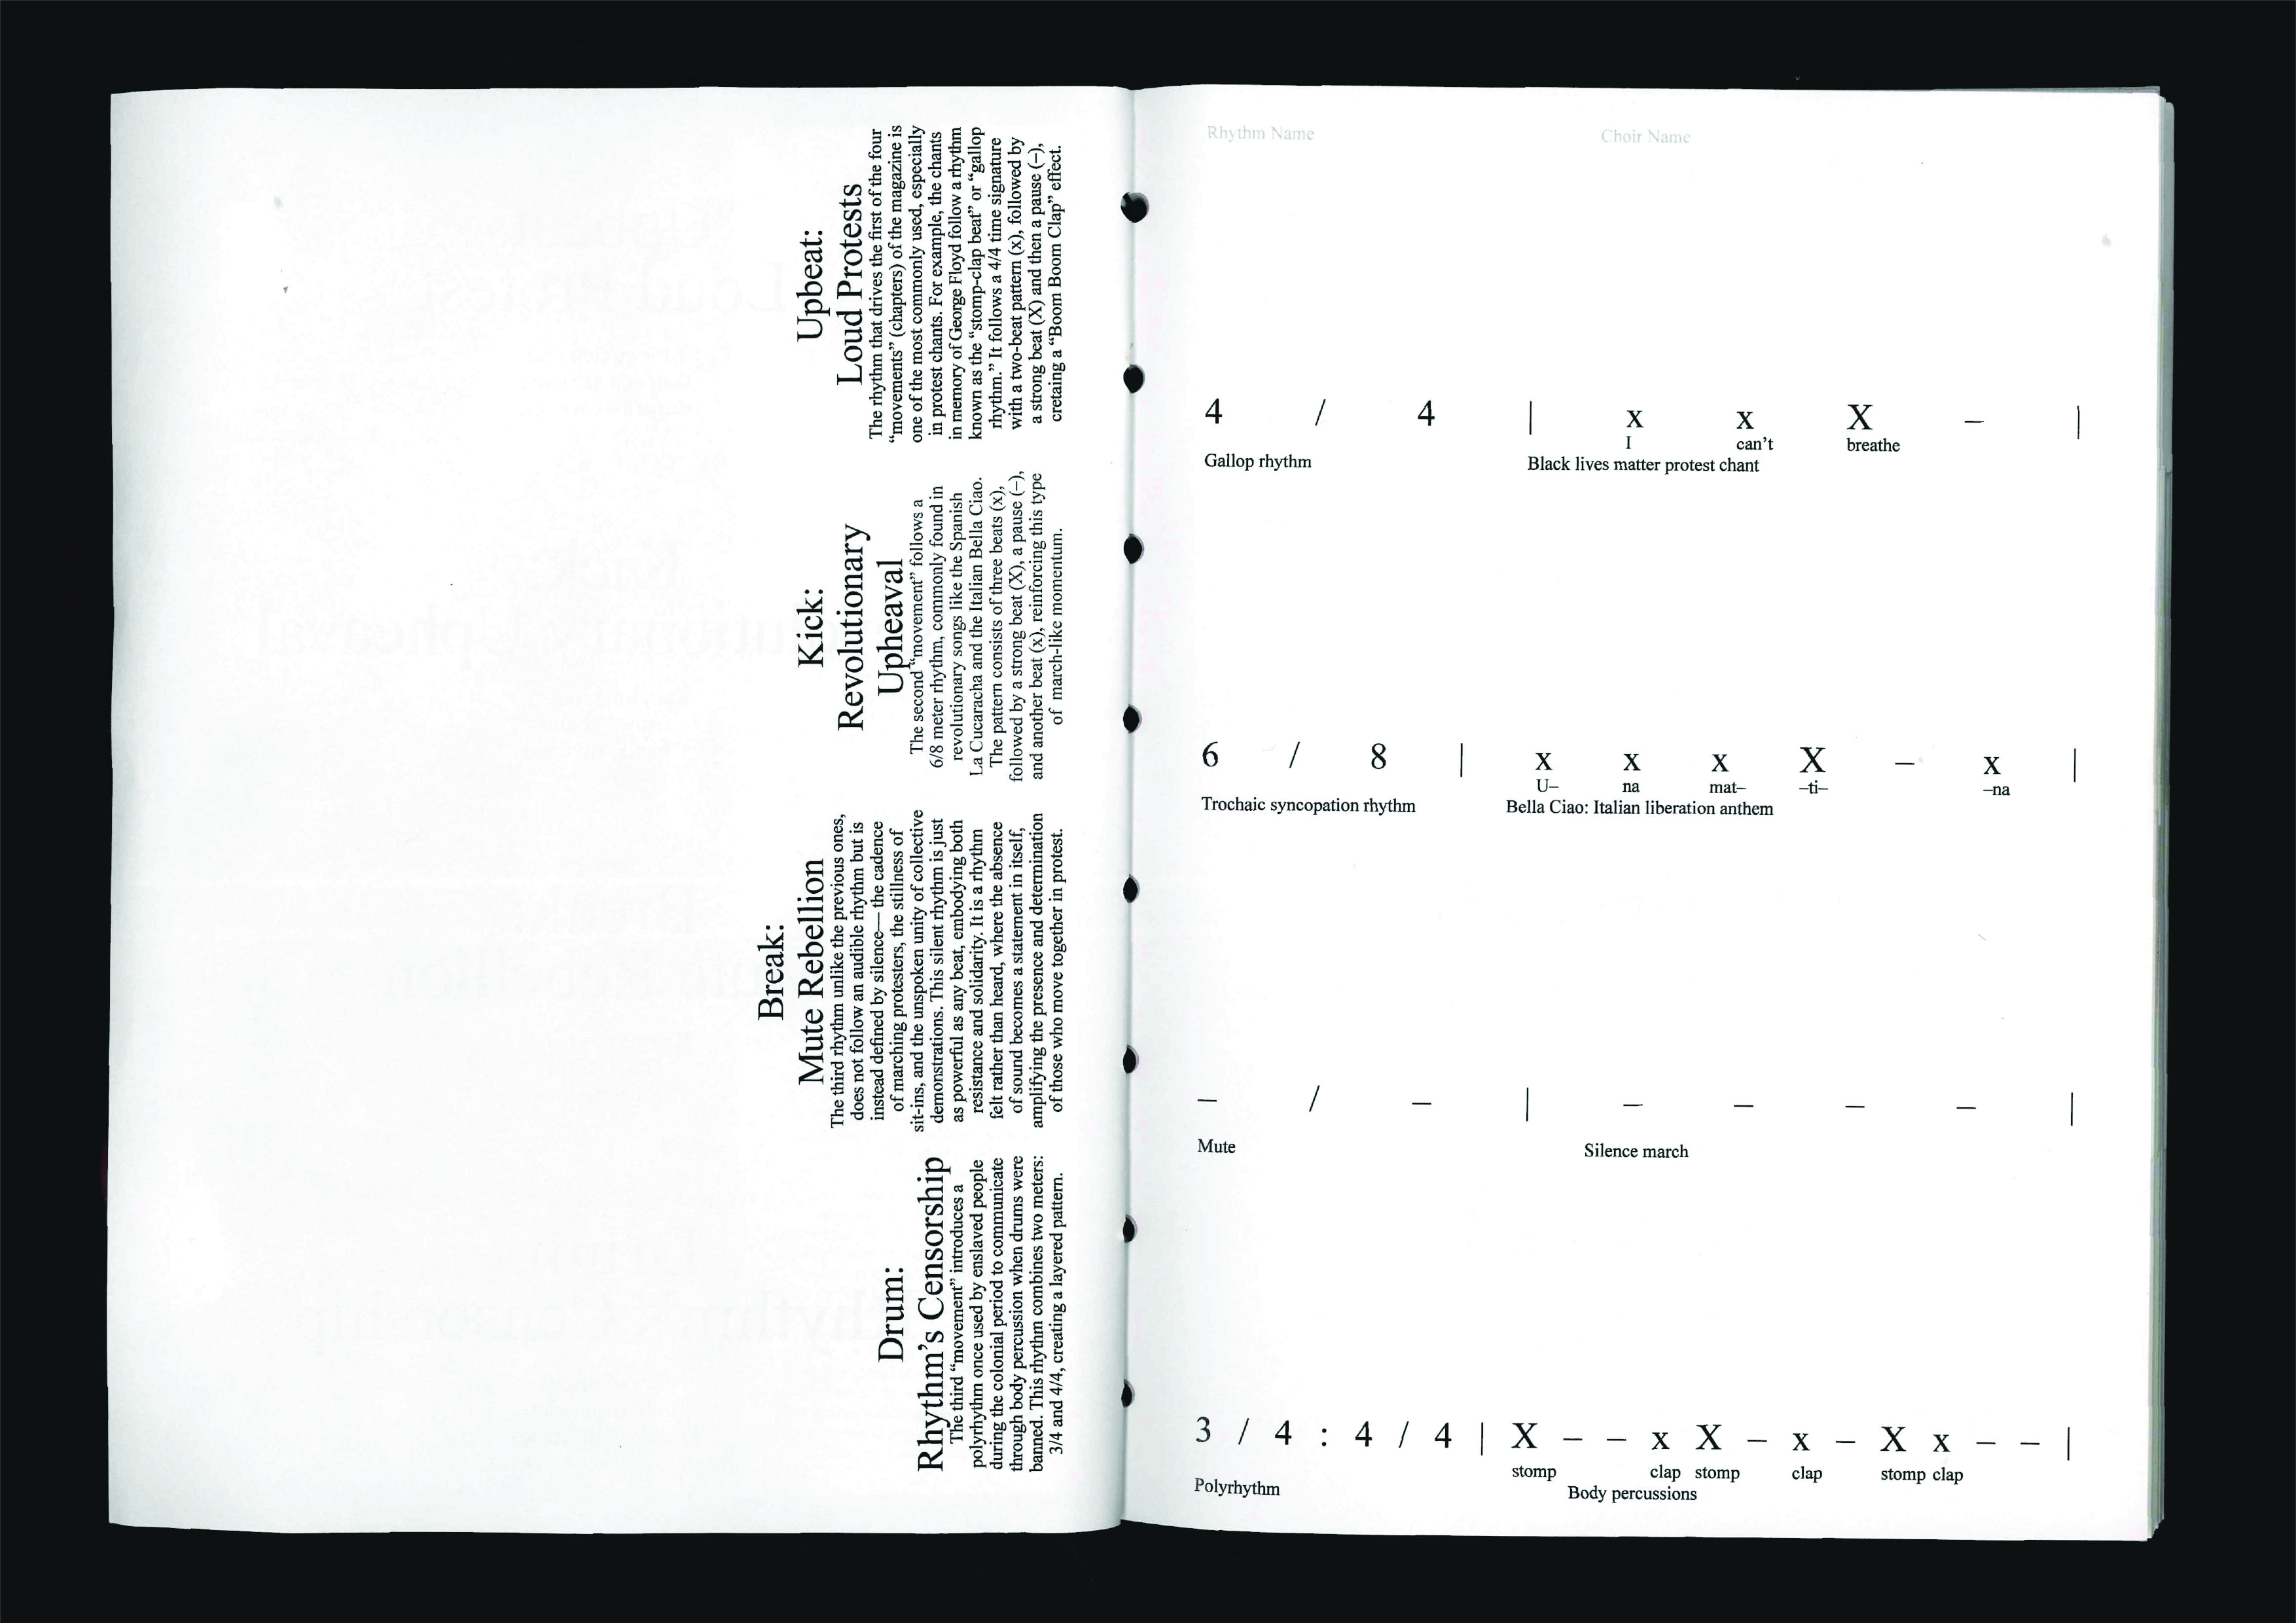 Upbeat:
Loud Protests
The rhythm that drives the first of the four
“movements” (chapters) of the magazine is
one of the most commonly used, especially
in protest chants. For example, the chants
in memory of George Floyd follow a rhythm
known as the “stomp-clap beat” or “gallop
rhythm.” It follows a 4/4 time signature
with a two-beat pattern (x), followed by
a strong beat (X) and then a pause (–),
cretaing a “Boom Boom Clap” effect.
Kick:
Revolutionary
Upheaval
The second “movement” follows a
6/8 meter rhythm, commonly found in
revolutionary songs like the Spanish
La Cucaracha and the Italian Bella Ciao.
The pattern consists of three beats (x),
followed by a strong beat (X), a pause (–),
and another beat (x), reinforcing this type
of march-like momentum.
Break:
Mute Rebellion
The third rhythm unlike the previous ones,
does not follow an audible rhythm but is
instead defined by silence— the cadence
of marching protesters, the stillness of
sit-ins, and the unspoken unity of collective
demonstrations. This silent rhythm is just
as powerful as any beat, embodying both
resistance and solidarity. It is a rhythm
felt rather than heard, where the absence
of sound becomes a statement in itself,
amplifying the presence and determination
of those who move together in protest.
Drum:
Rhythm’s Censorship
The third “movement” introduces a
polyrhythm once used by enslaved people
during the colonial period to communicate
through body percussion when drums were
banned. This rhythm combines two meters:
3/4 and 4/4, creating a layered pattern.
Rhythm Name Choir Name
4 / 4 | x x X – |
I can’t breathe
Gallop rhythm Black lives matter protest chant
6 / 8 | x x x X – x |
U– na mat– –ti– –na
Trochaic syncopation rhythm Bella Ciao: Italian liberation anthem
– / – | – – – – |
Mute Silence march
3 / 4 : 4 / 4 | X – – x X – x – X x – – |
stomp clap stomp clap stomp clap
Polyrhythm Body percussions